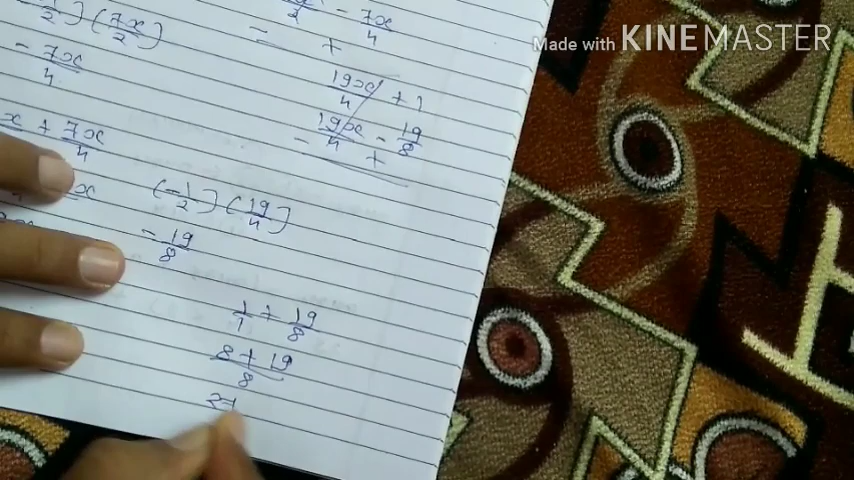 Made with KINEMASTER
(7x/2)
- 7x/4
- 7x/4
= +
19x/4 + 1
- 19x/4 - 19/8
+
x + 7x/4
x
(-1/2) (19/4)
- 19/8
1/1 + 19/8
8 + 19/8
27